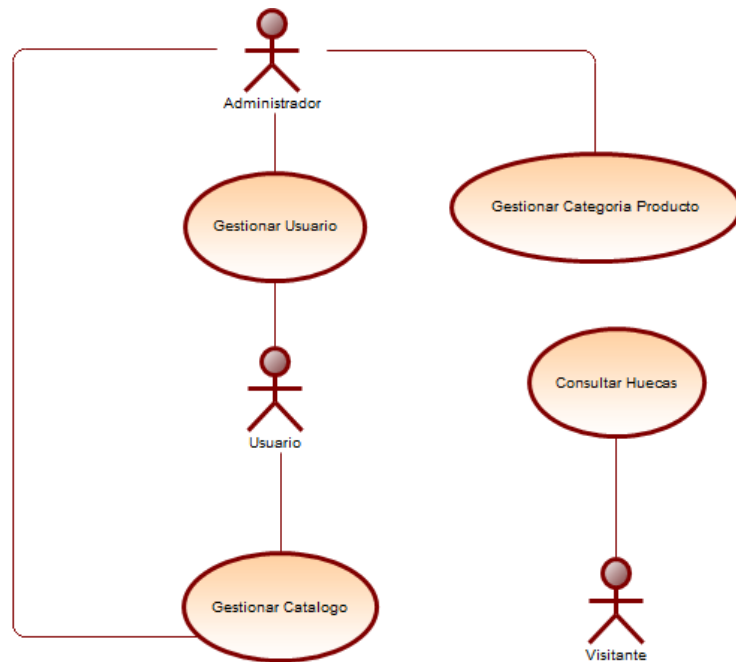 Administrador
Gestionar Categoria Producto
Gestionar Usuario
Consultar Huecas
Usuario
Gestionar Catalogo
Visitante